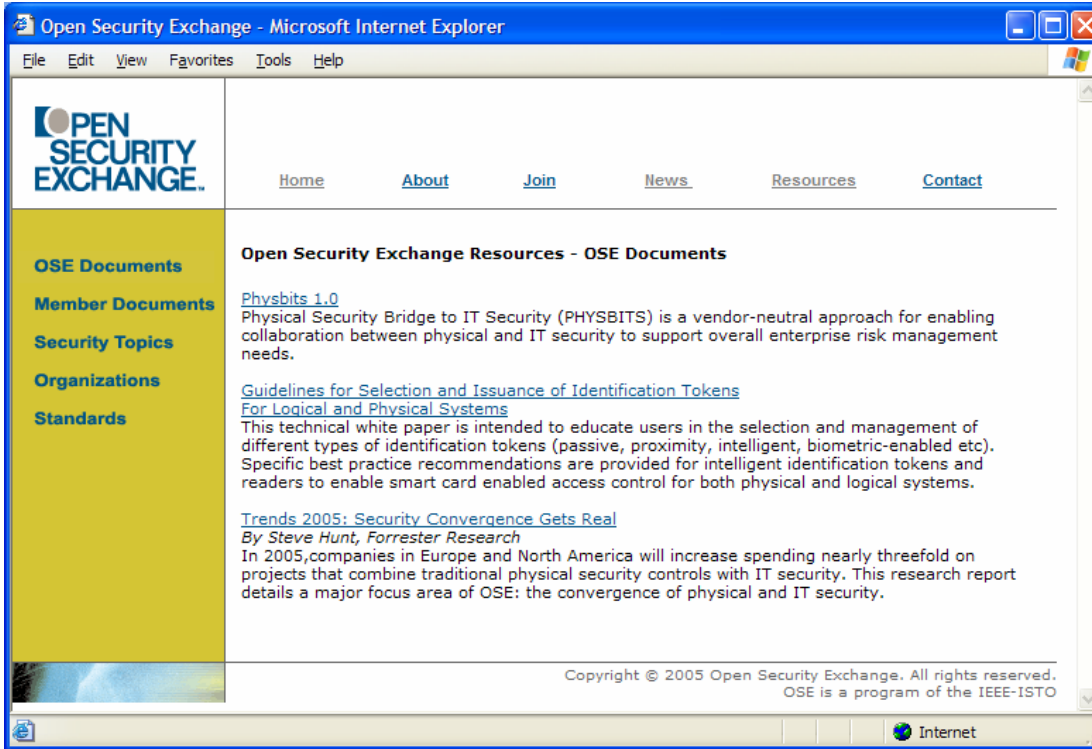 Open Security Exchange - Microsoft Internet Explorer
File Edit View Favorites Tools Help
OPEN
SECURITY
EXCHANGE™
Home About Join News Resources Contact
OSE Documents
Member Documents
Security Topics
Organizations
Standards
Open Security Exchange Resources - OSE Documents
Physbits 1.0
Physical Security Bridge to IT Security (PHYSBITS) is a vendor-neutral approach for enabling
collaboration between physical and IT security to support overall enterprise risk management
needs.
Guidelines for Selection and Issuance of Identification Tokens
For Logical and Physical Systems
This technical white paper is intended to educate users in the selection and management of
different types of identification tokens (passive, proximity, intelligent, biometric-enabled etc).
Specific best practice recommendations are provided for intelligent identification tokens and
readers to enable smart card enabled access control for both physical and logical systems.
Trends 2005: Security Convergence Gets Real
By Steve Hunt, Forrester Research
In 2005,companies in Europe and North America will increase spending nearly threefold on
projects that combine traditional physical security controls with IT security. This research report
details a major focus area of OSE: the convergence of physical and IT security.
Copyright © 2005 Open Security Exchange. All rights reserved.
OSE is a program of the IEEE-ISTO
Internet